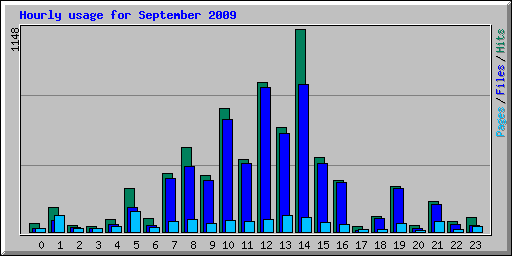 Hourly usage for September 2009
1148
Pages/Files/Hits
0 1 2 3 4 5 6 7 8 9 10 11 12 13 14 15 16 17 18 19 20 21 22 23